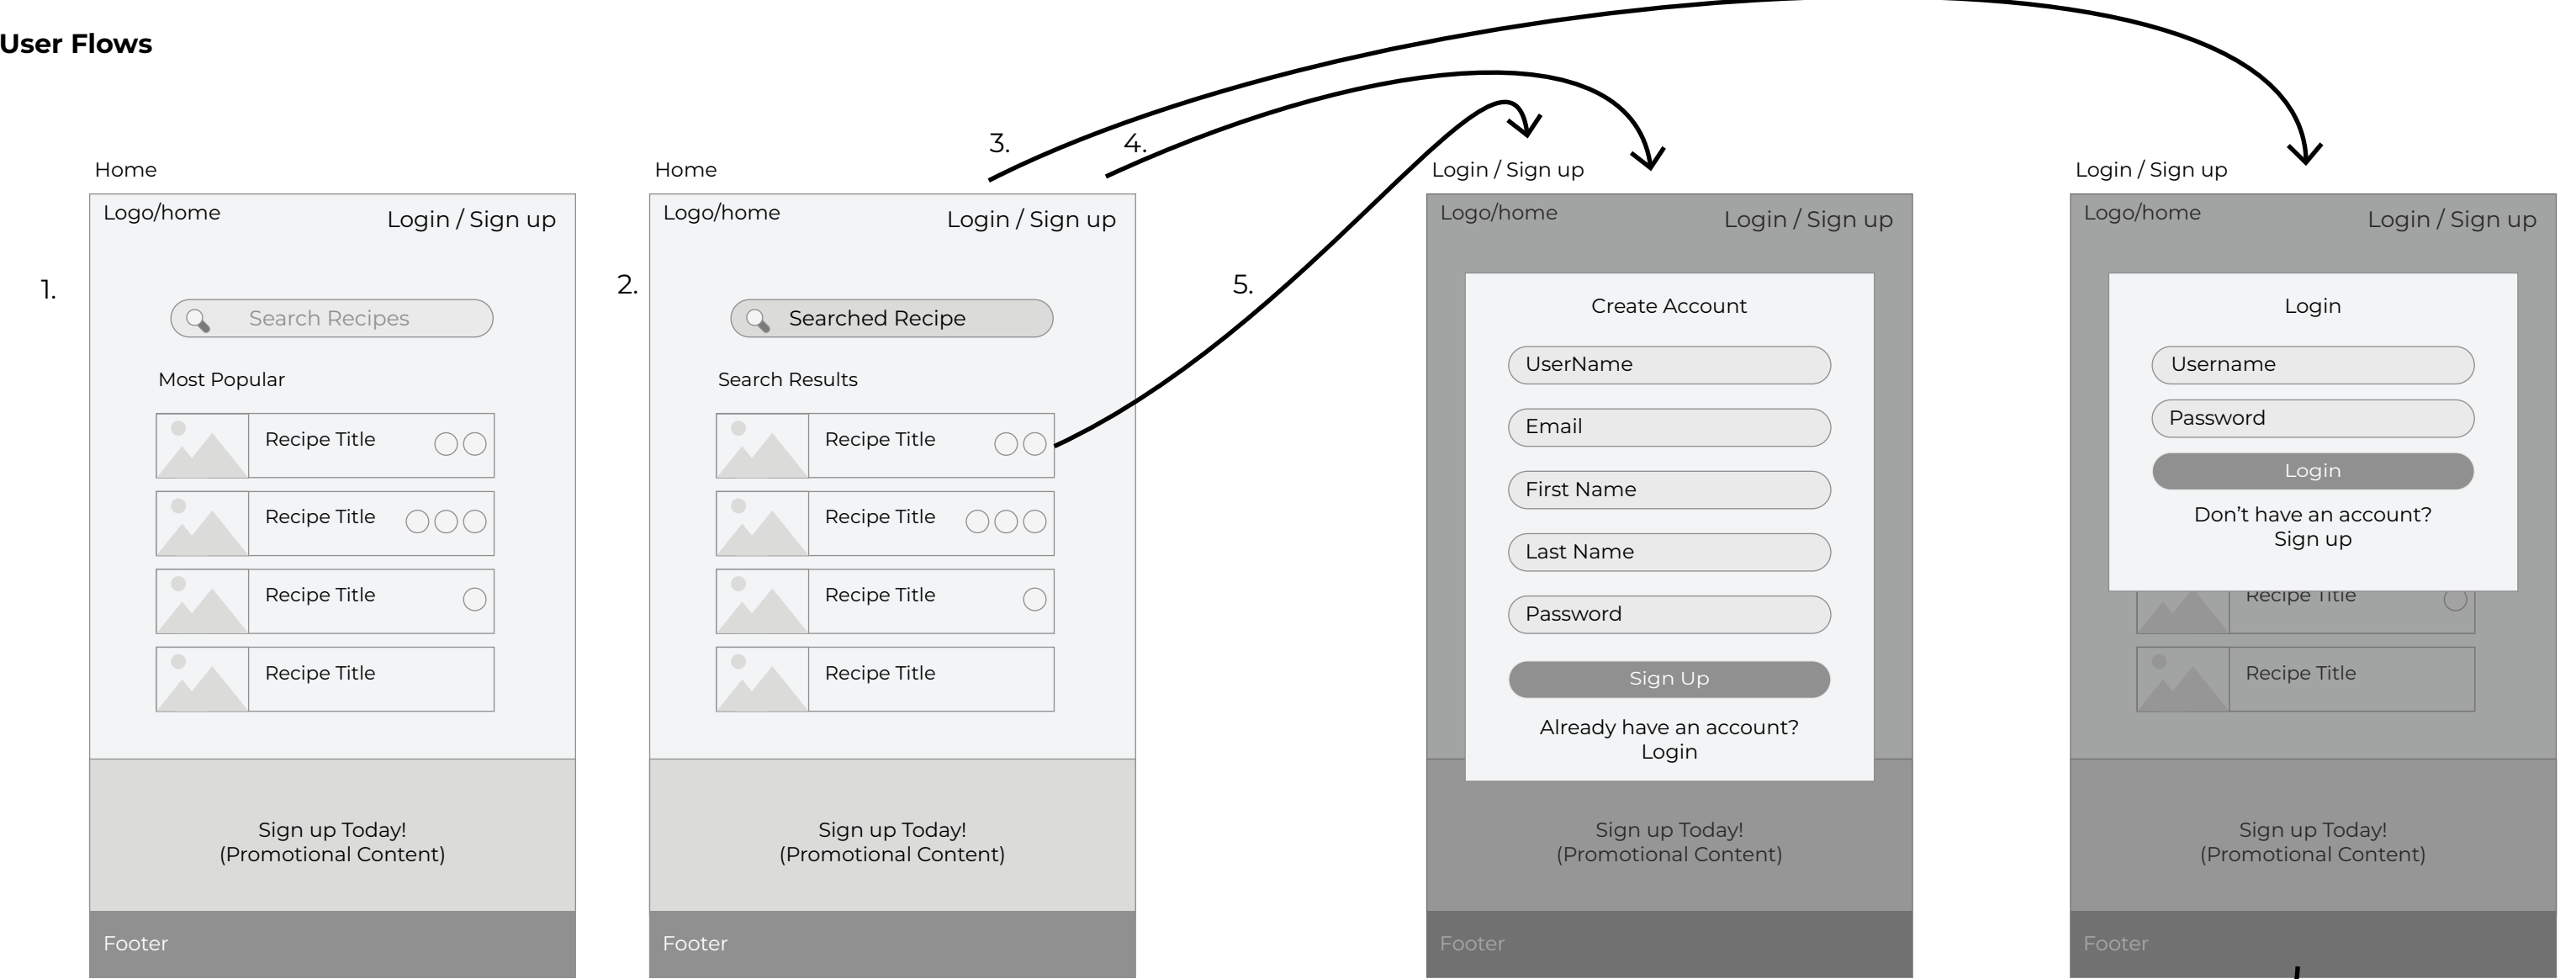 User Flows
3.
4.
Home
Home
Login / Sign up
Login / Sign up
1.
Logo/home
Login / Sign up
Search Recipes
Most Popular
Recipe Title
Recipe Title
Recipe Title
Recipe Title
Sign up Today!
(Promotional Content)
Footer
2.
Logo/home
Login / Sign up
Searched Recipe
Search Results
Recipe Title
Recipe Title
Recipe Title
Recipe Title
Sign up Today!
(Promotional Content)
Footer
5.
Logo/home
Login / Sign up
Create Account
UserName
Email
First Name
Last Name
Password
Sign Up
Already have an account?
Login
Sign up Today!
(Promotional Content)
Footer
Logo/home
Login / Sign up
Login
Username
Password
Login
Don’t have an account?
Sign up
Recipe Title
Recipe Title
Sign up Today!
(Promotional Content)
Footer